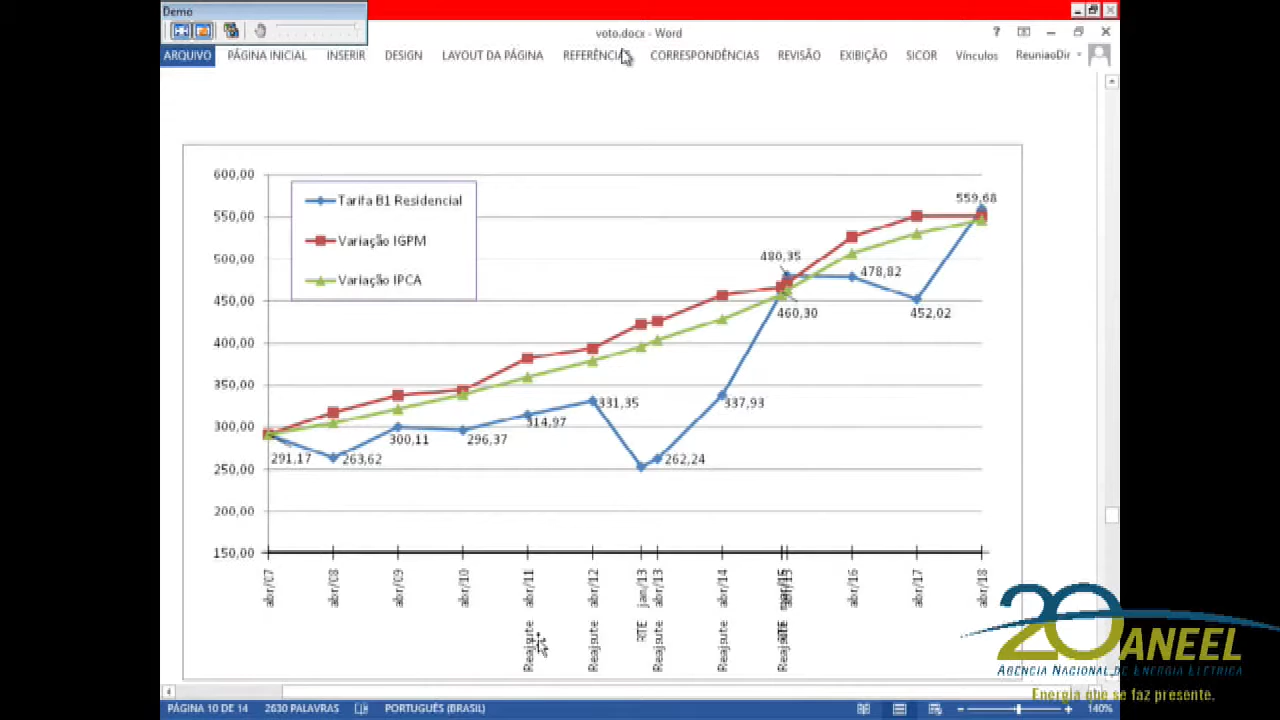 Demo
voto.docx - Word
ARQUIVO PÁGINA INICIAL INSERIR DESIGN LAYOUT DA PÁGINA REFERÊNCIAS CORRESPONDÊNCIAS REVISÃO EXIBIÇÃO SICOR Vínculos ReuniaoDir
600,00
550,00
500,00
450,00
400,00
350,00
300,00
250,00
200,00
150,00
Tarifa B1 Residencial
Variação IGPM
Variação IPCA
291,17
263,62
300,11
296,37
314,97
331,35
262,24
337,93
480,35
460,30
478,82
452,02
559,68
abr/07
abr/08
abr/09
abr/10
Reajsute abr/11
Reajsute abr/12
RTE jan/13
Reajsute abr/13
Reajsute abr/14
abr/16
abr/17
abr/18
20 ANEEL
AGÊNCIA NACIONAL DE ENERGIA ELÉTRICA
Energia que se faz presente.
PÁGINA 10 DE 14 2630 PALAVRAS PORTUGUÊS (BRASIL) 140%